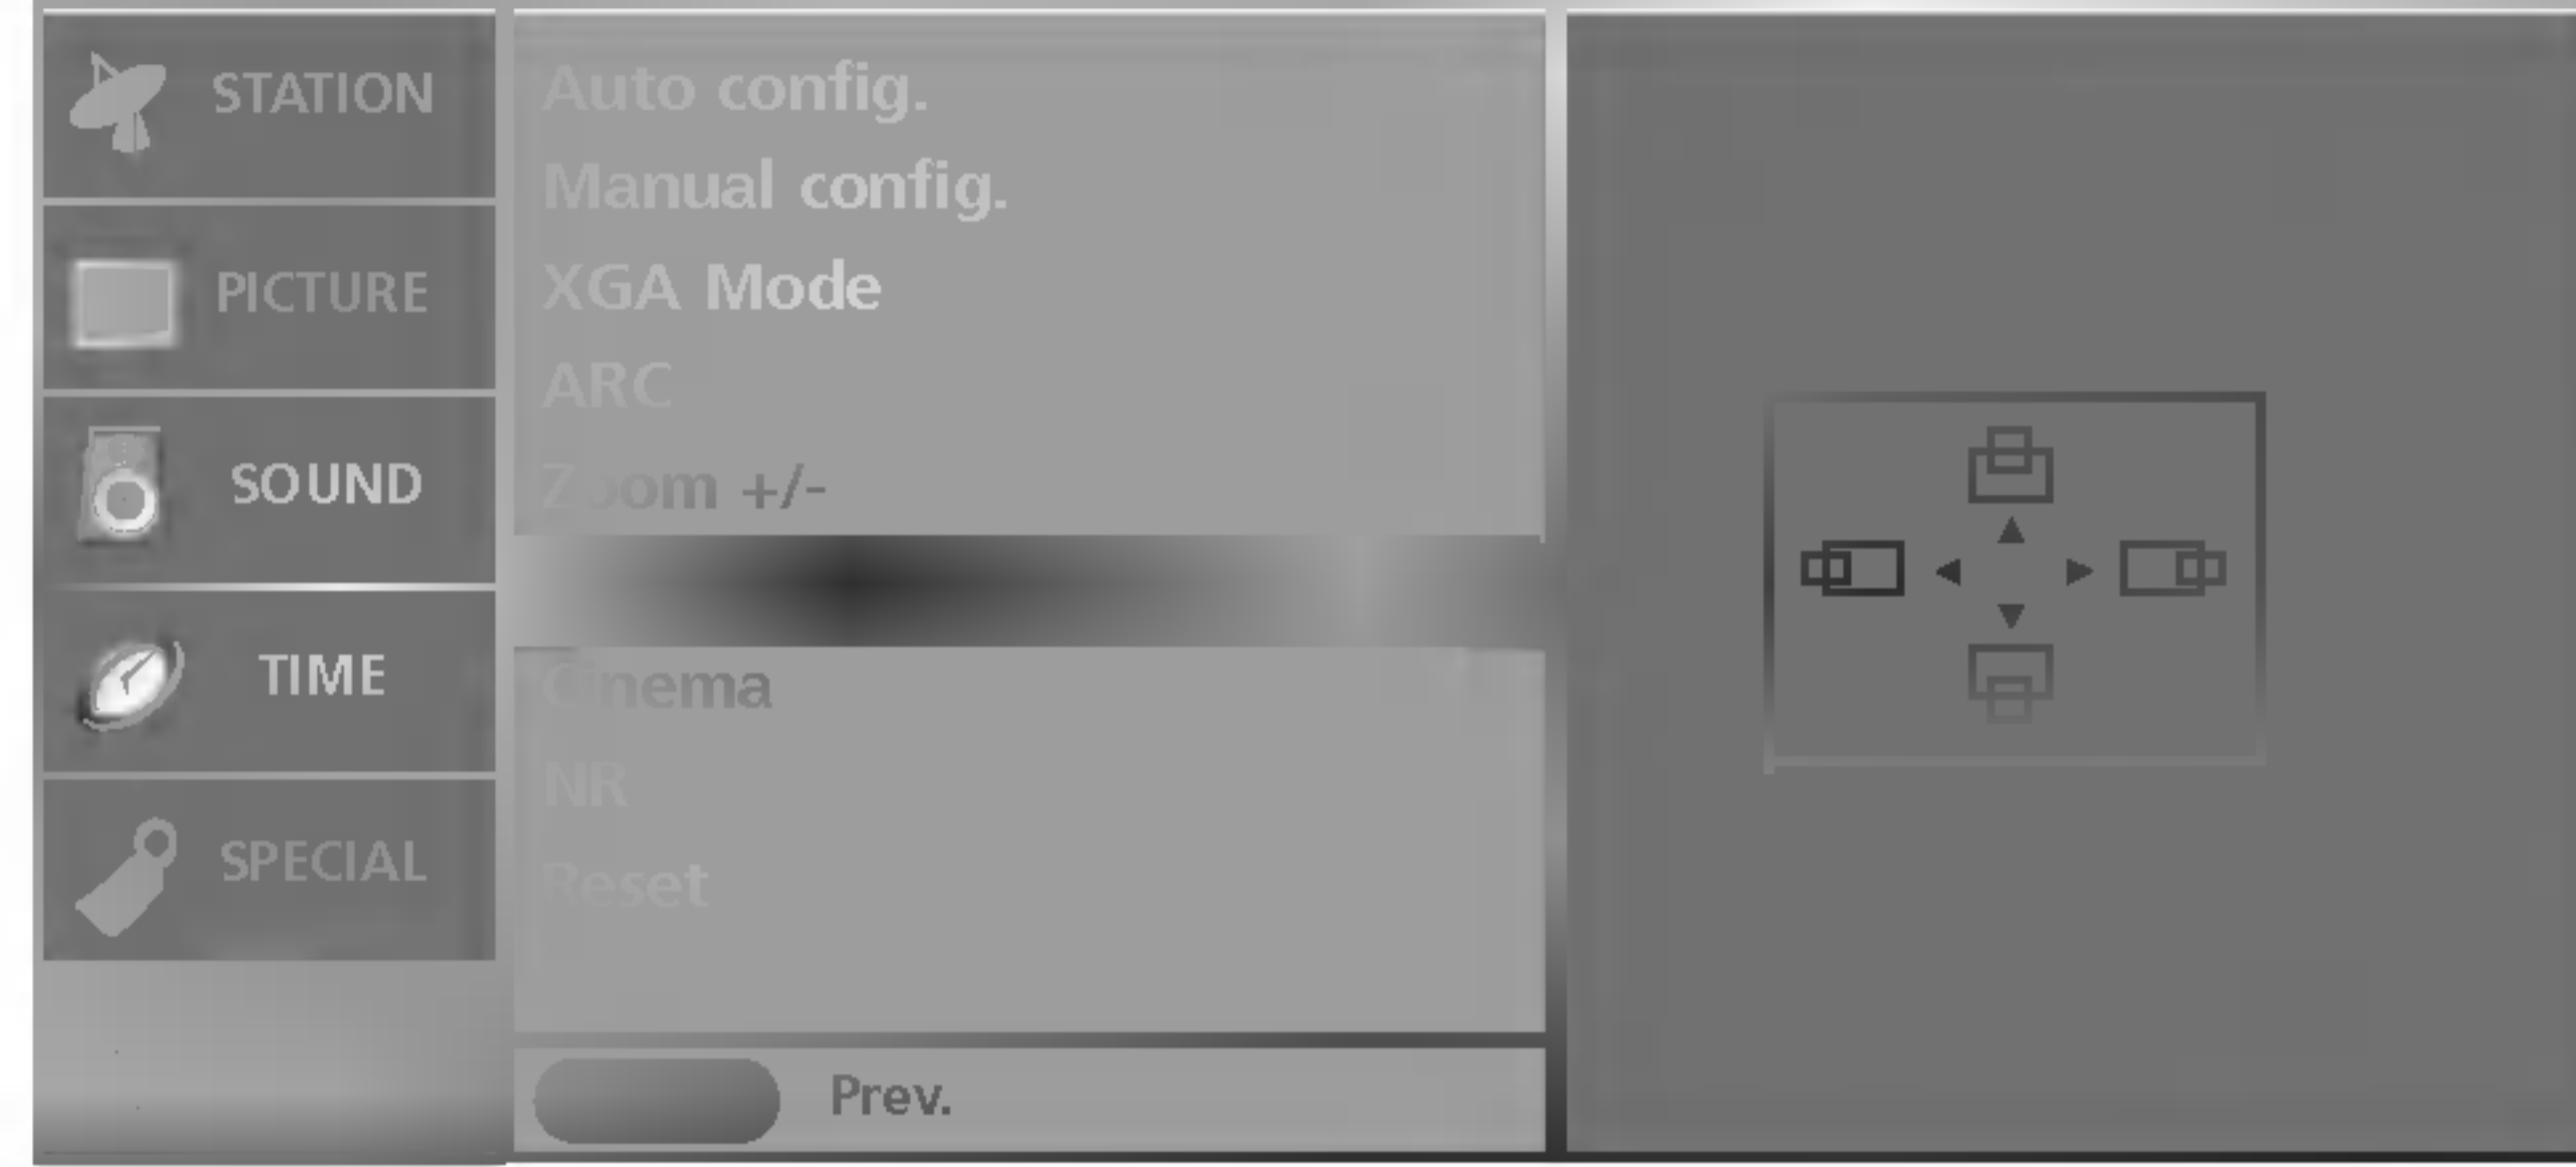 STATION
PICTURE
SOUND
TIME
SPECIAL
Auto config.
Manual config.
XGA Mode
ARC
Zoom +/-
Cinema
NR
Reset
Prev.